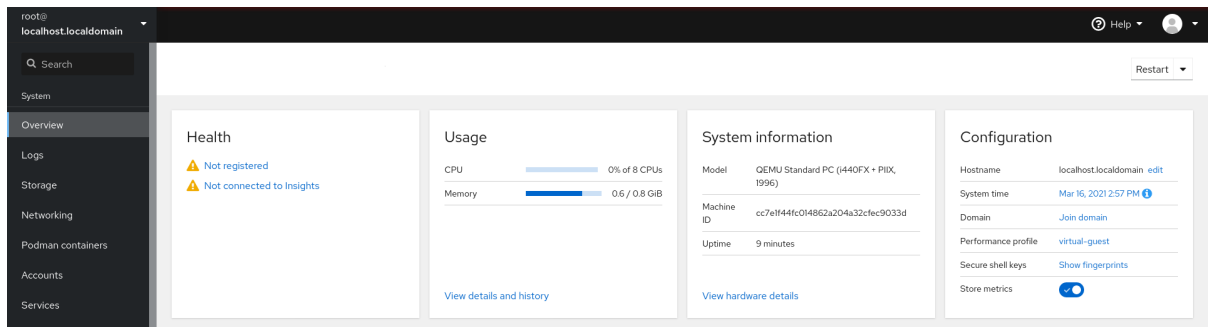 root@
localhost.localdomain
Help
Search
Restart
System
Overview
Logs
Storage
Networking
Podman containers
Accounts
Services
Health
Not registered
Not connected to Insights
Usage
CPU 0% of 8 CPUs
Memory 0.6 / 0.8 GiB
View details and history
System information
Model QEMU Standard PC (i440FX + PIIX,
1996)
Machine
ID cc7e1f44fc014862a204a32cfec9033d
Uptime 9 minutes
View hardware details
Configuration
Hostname localhost.localdomain edit
System time Mar 16, 2021 2:57 PM
Domain Join domain
Performance profile virtual-guest
Secure shell keys Show fingerprints
Store metrics